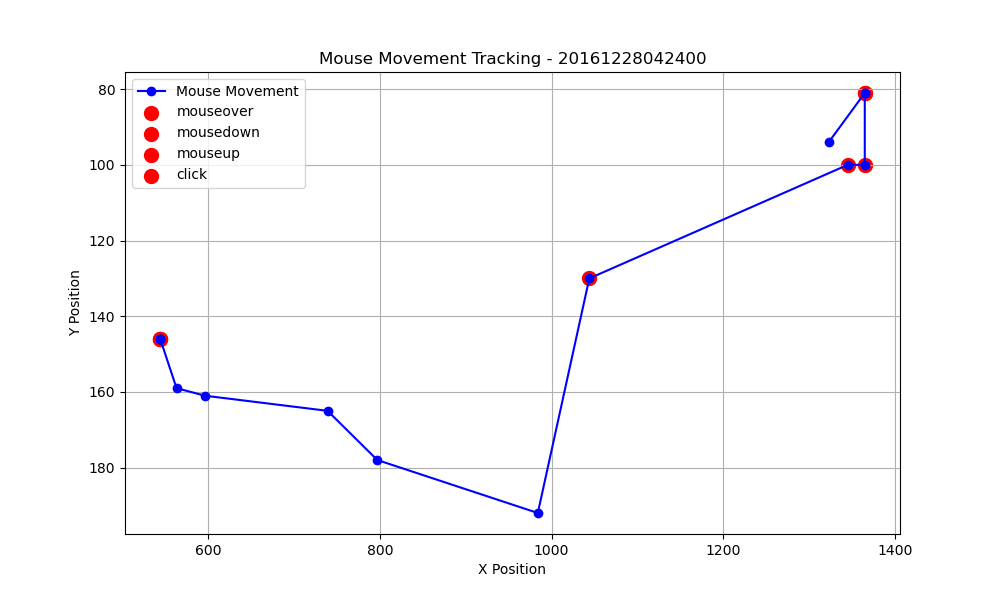 Mouse Movement Tracking - 20161228042400
Mouse Movement
mouseover
mousedown
mouseup
click
80
100
120
140
160
180
Y Position
600
800
1000
1200
1400
X Position